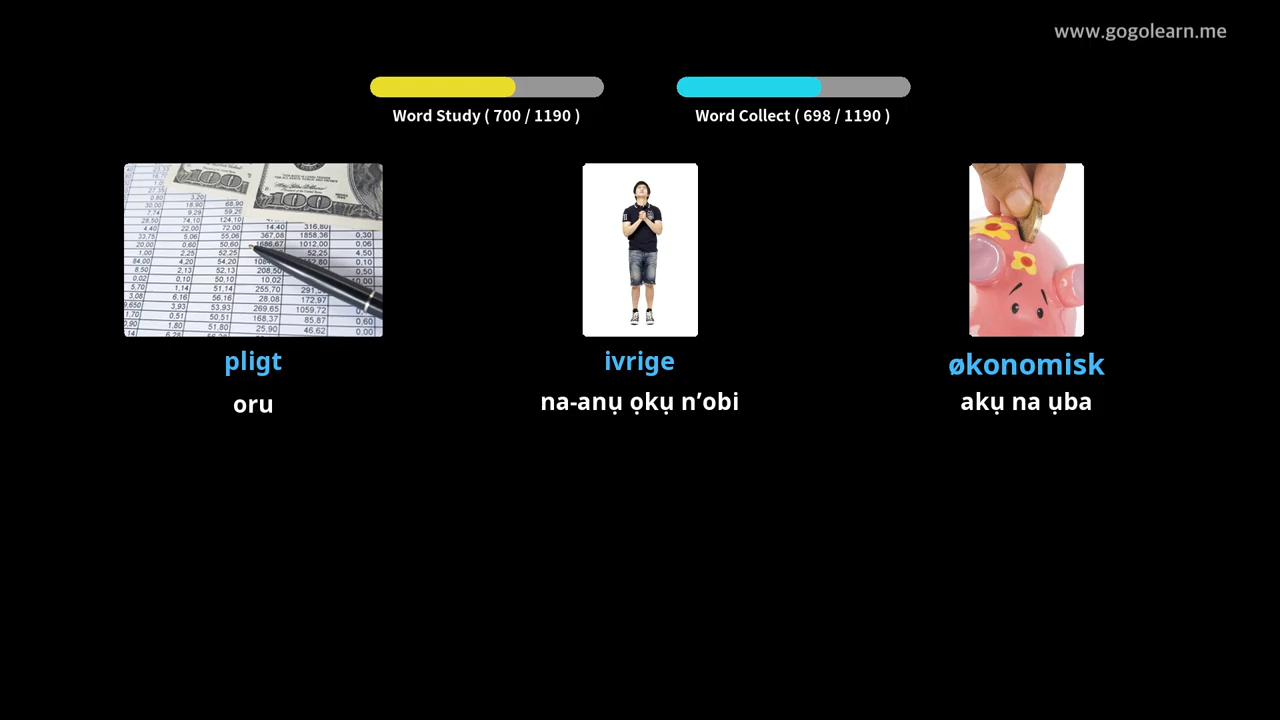 www.gogolearn.me
Word Study ( 700 / 1190 )
Word Collect ( 698 / 1190 )
pligt
ivrige
økonomisk
oru
na-anụ ọkụ n’obi
akụ na ụba